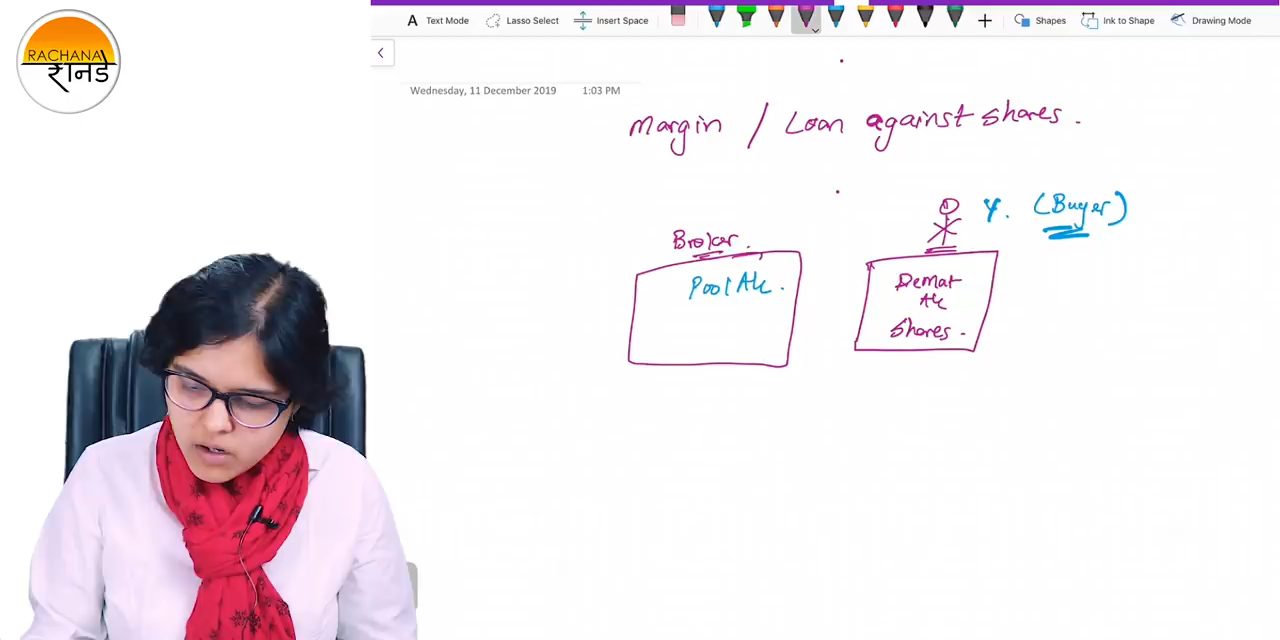 RACHANA
रानडे
Text Mode
Lasso Select
Insert Space
Shapes
Ink to Shape
Drawing Mode
Wednesday, 11 December 2019 1:03 PM
Margin / Loan against shares.
Y. (Buyer)
Broker.
Pool A/c.
Demat
A/c
Shares.